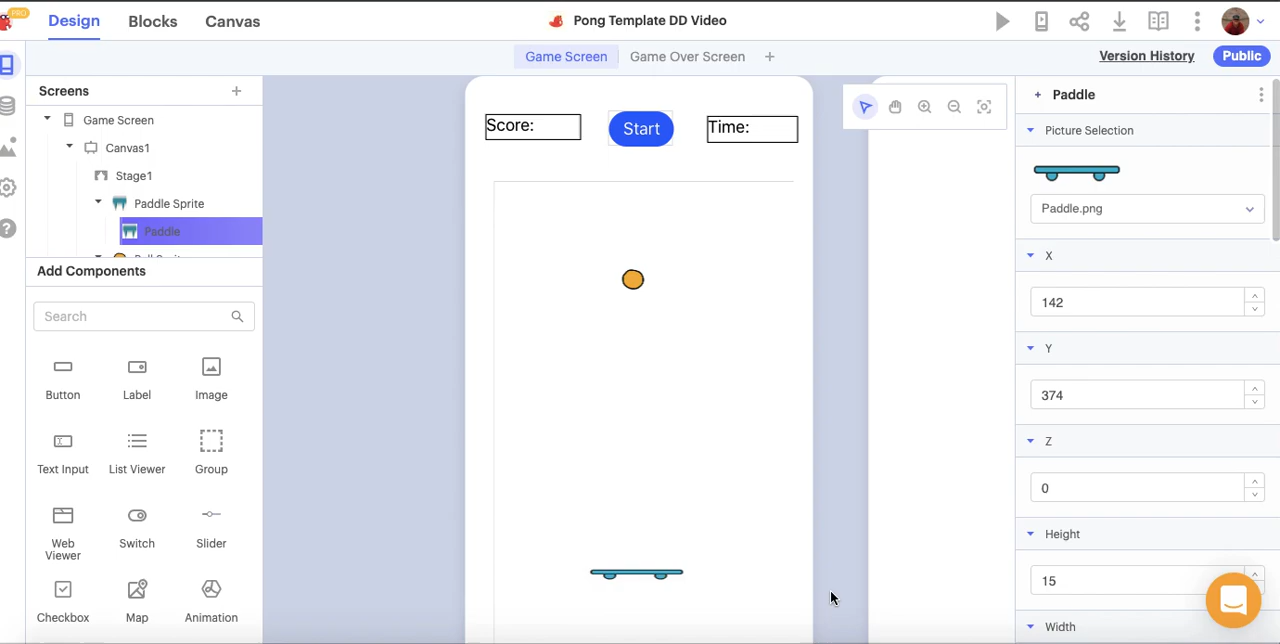 PRO
Design Blocks Canvas
Pong Template DD Video
Game Screen Game Over Screen +
Version History Public
Screens +
Game Screen
Canvas1
Stage1
Paddle Sprite
Paddle
Add Components
Search
Button Label Image
Text Input List Viewer Group
Web Viewer Switch Slider
Checkbox Map Animation
Score: Start Time:
Paddle
Picture Selection
Paddle.png
X
142
Y
374
Z
0
Height
15
Width